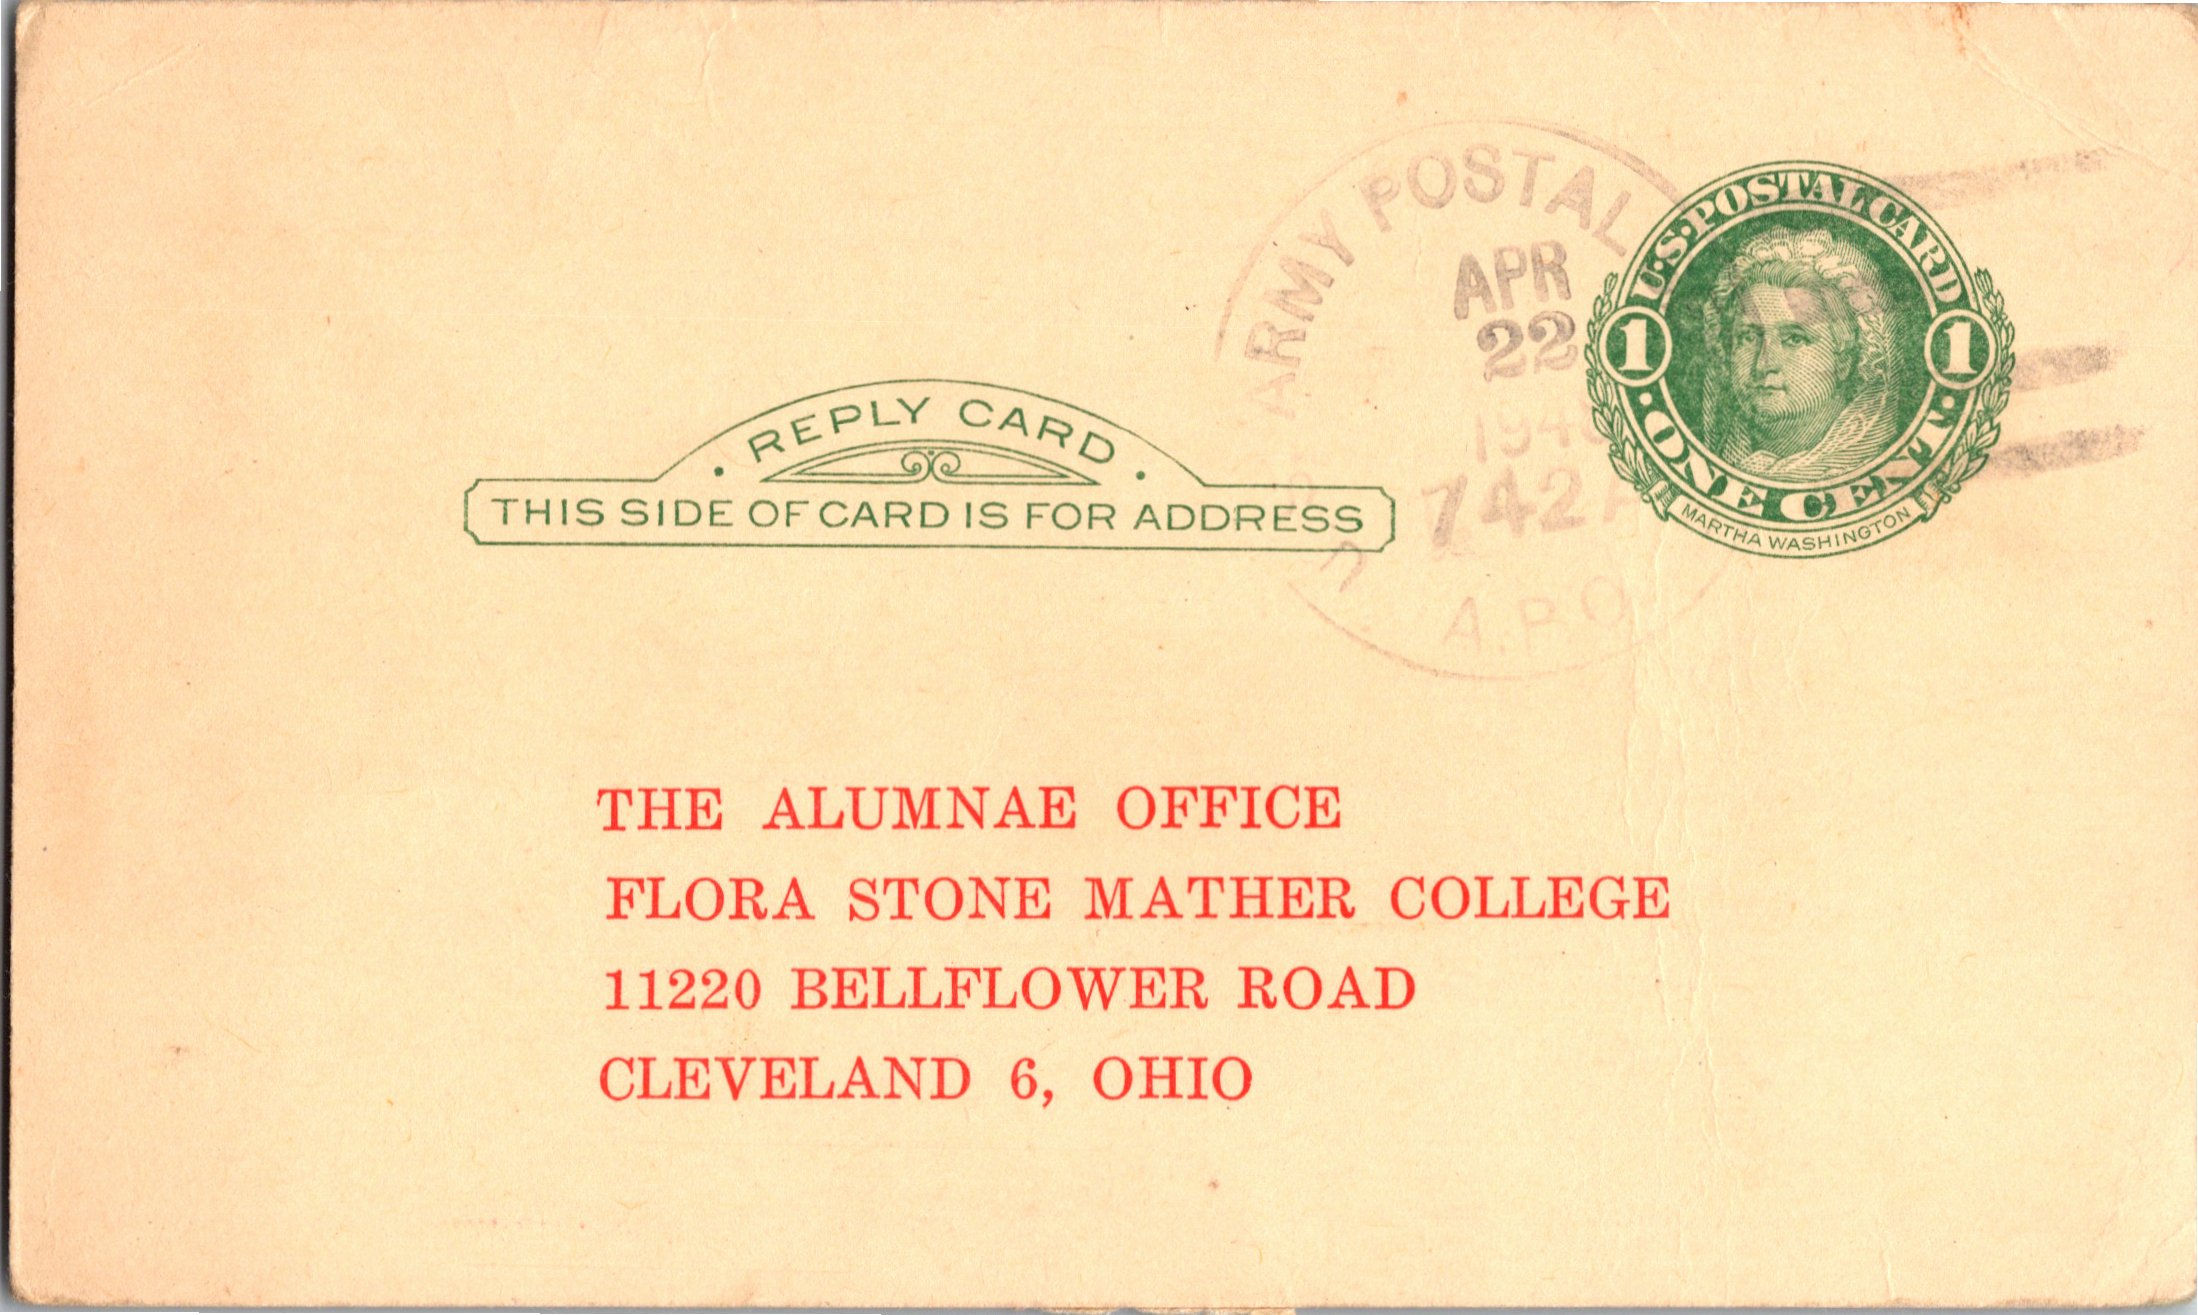 ARMY POSTAL
APR
22
742A
A.P.O.
U·S·POSTAL CARD
1 1
·ONE CENT·
MARTHA WASHINGTON
· REPLY CARD ·
THIS SIDE OF CARD IS FOR ADDRESS
THE ALUMNAE OFFICE
FLORA STONE MATHER COLLEGE
11220 BELLFLOWER ROAD
CLEVELAND 6, OHIO